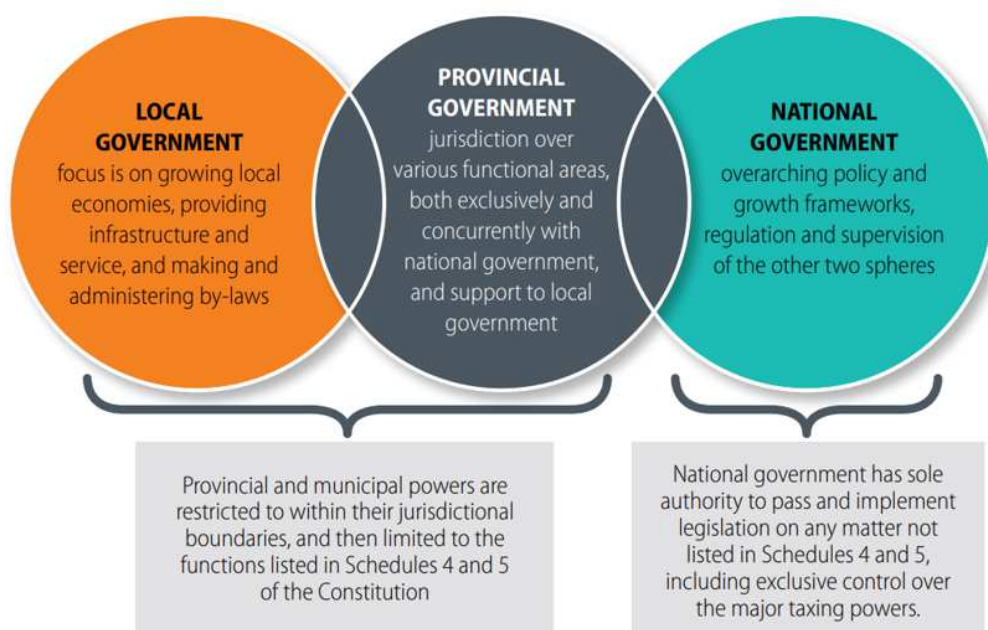 LOCAL
GOVERNMENT
focus is on growing local
economies, providing
infrastructure and
service, and making and
administering by-laws
PROVINCIAL
GOVERNMENT
jurisdiction over
various functional areas,
both exclusively and
concurrently with
national government,
and support to local
government
NATIONAL
GOVERNMENT
overarching policy and
growth frameworks,
regulation and supervision
of the other two spheres
Provincial and municipal powers are
restricted to within their jurisdictional
boundaries, and then limited to the
functions listed in Schedules 4 and 5
of the Constitution
National government has sole
authority to pass and implement
legislation on any matter not
listed in Schedules 4 and 5,
including exclusive control over
the major taxing powers.